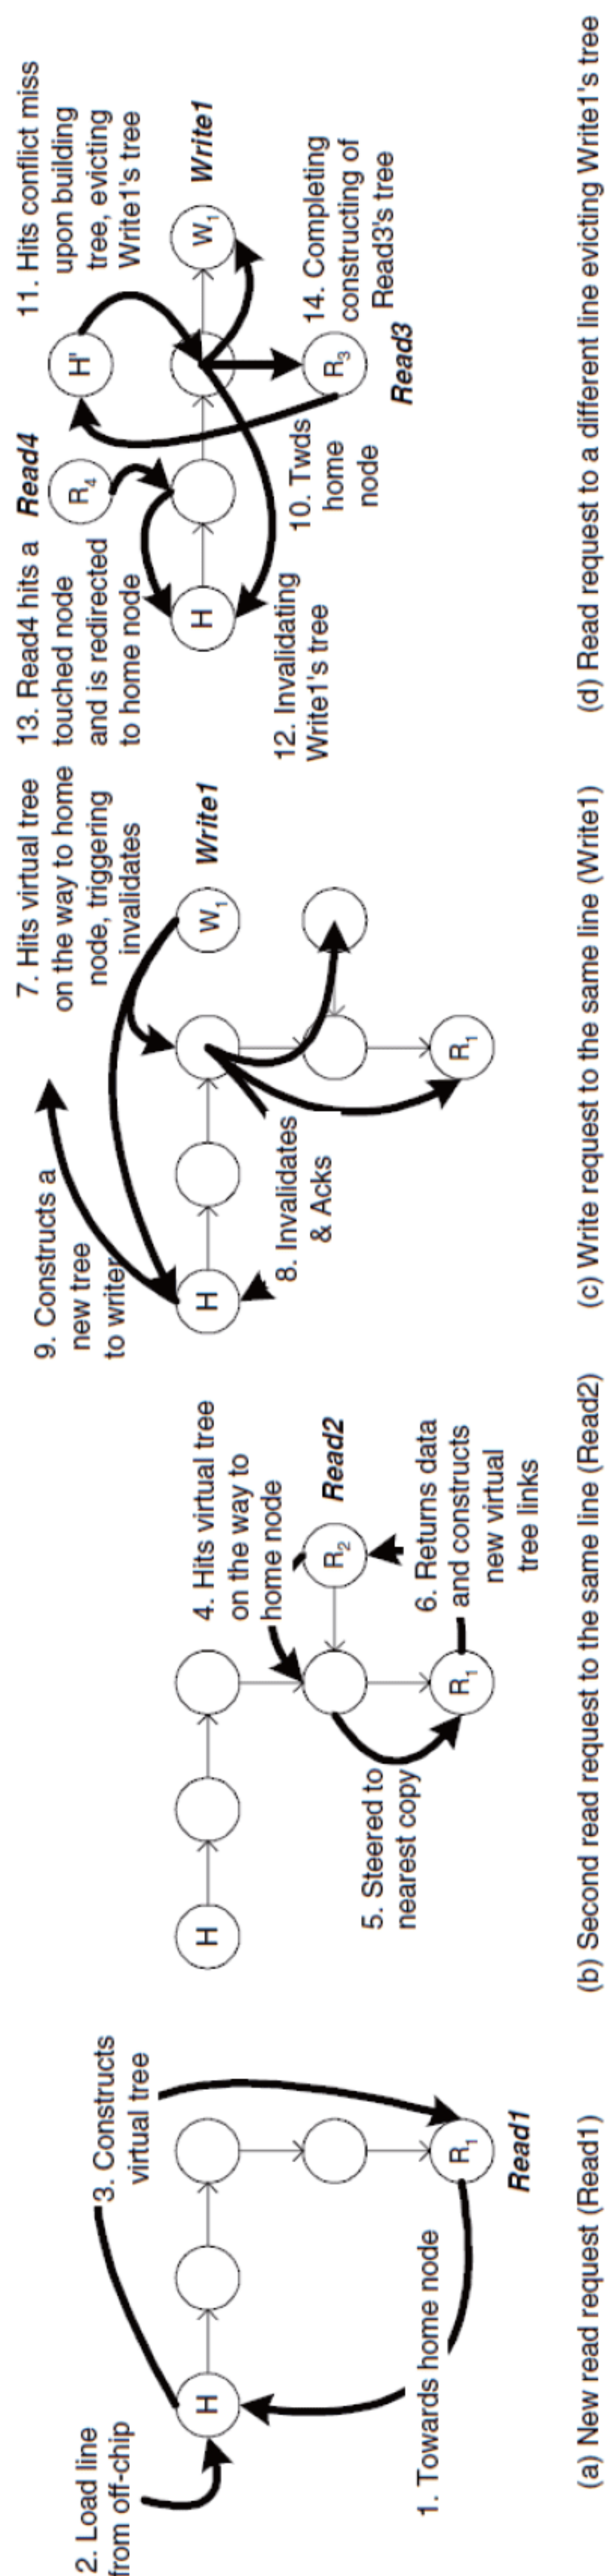 2. Load line
from off-chip
3. Constructs
virtual tree
H
1. Towards home node
R1
Read1
(a) New read request (Read1)
H
4. Hits virtual tree
on the way to
home node
R2
Read2
5. Steered to
nearest copy
R1
6. Returns data
and constructs
new virtual
tree links
(b) Second read request to the same line (Read2)
7. Hits virtual tree
on the way to home
node, triggering
invalidates
9. Constructs a
new tree
to writer
H
W1
Write1
8. Invalidates
& Acks
R1
(c) Write request to the same line (Write1)
13. Read4 hits a
touched node
and is redirected
to home node
Read4
R4
H'
11. Hits conflict miss
upon building
tree, evicting
Write1's tree
H
W1
Write1
12. Invalidating
Write1's tree
10. Twds
home
node
R3
Read3
14. Completing
constructing of
Read3's tree
(d) Read request to a different line evicting Write1's tree